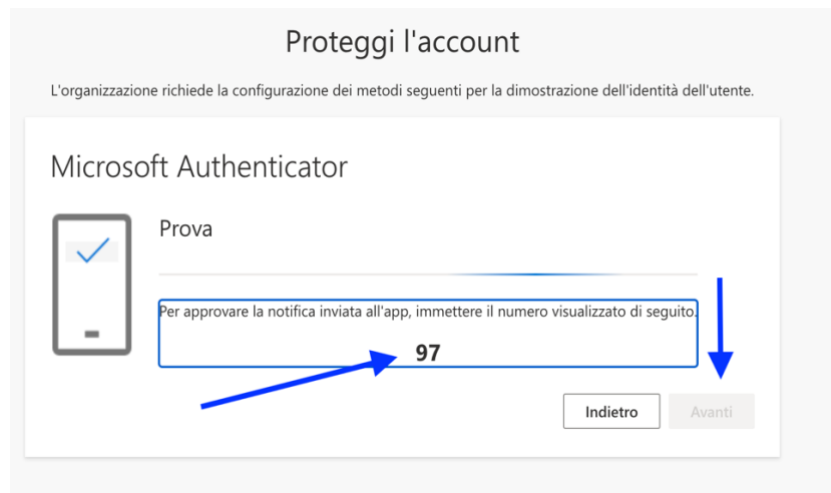 Proteggi l'account
L'organizzazione richiede la configurazione dei metodi seguenti per la dimostrazione dell'identità dell'utente.
Microsoft Authenticator
Prova
Per approvare la notifica inviata all'app, immettere il numero visualizzato di seguito.
97
Indietro
Avanti